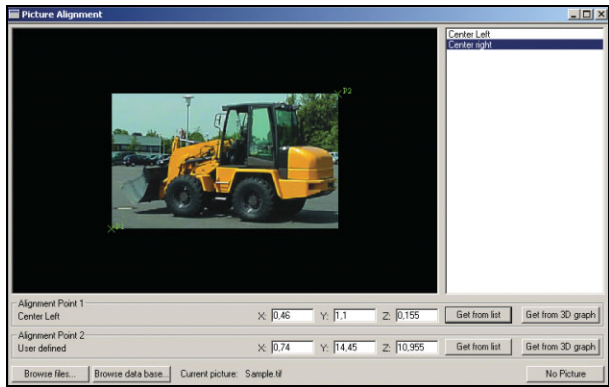 Picture Alignment
Center Left
Center right
P2
P1
Alignment Point 1
Center Left X: 0,46 Y: 1,1 Z: 0,155 Get from list Get from 3D graph
Alignment Point 2
User defined X: 0,74 Y: 14,45 Z: 10,955 Get from list Get from 3D graph
Browse files... Browse data base... Current picture: Sample.tif No Picture